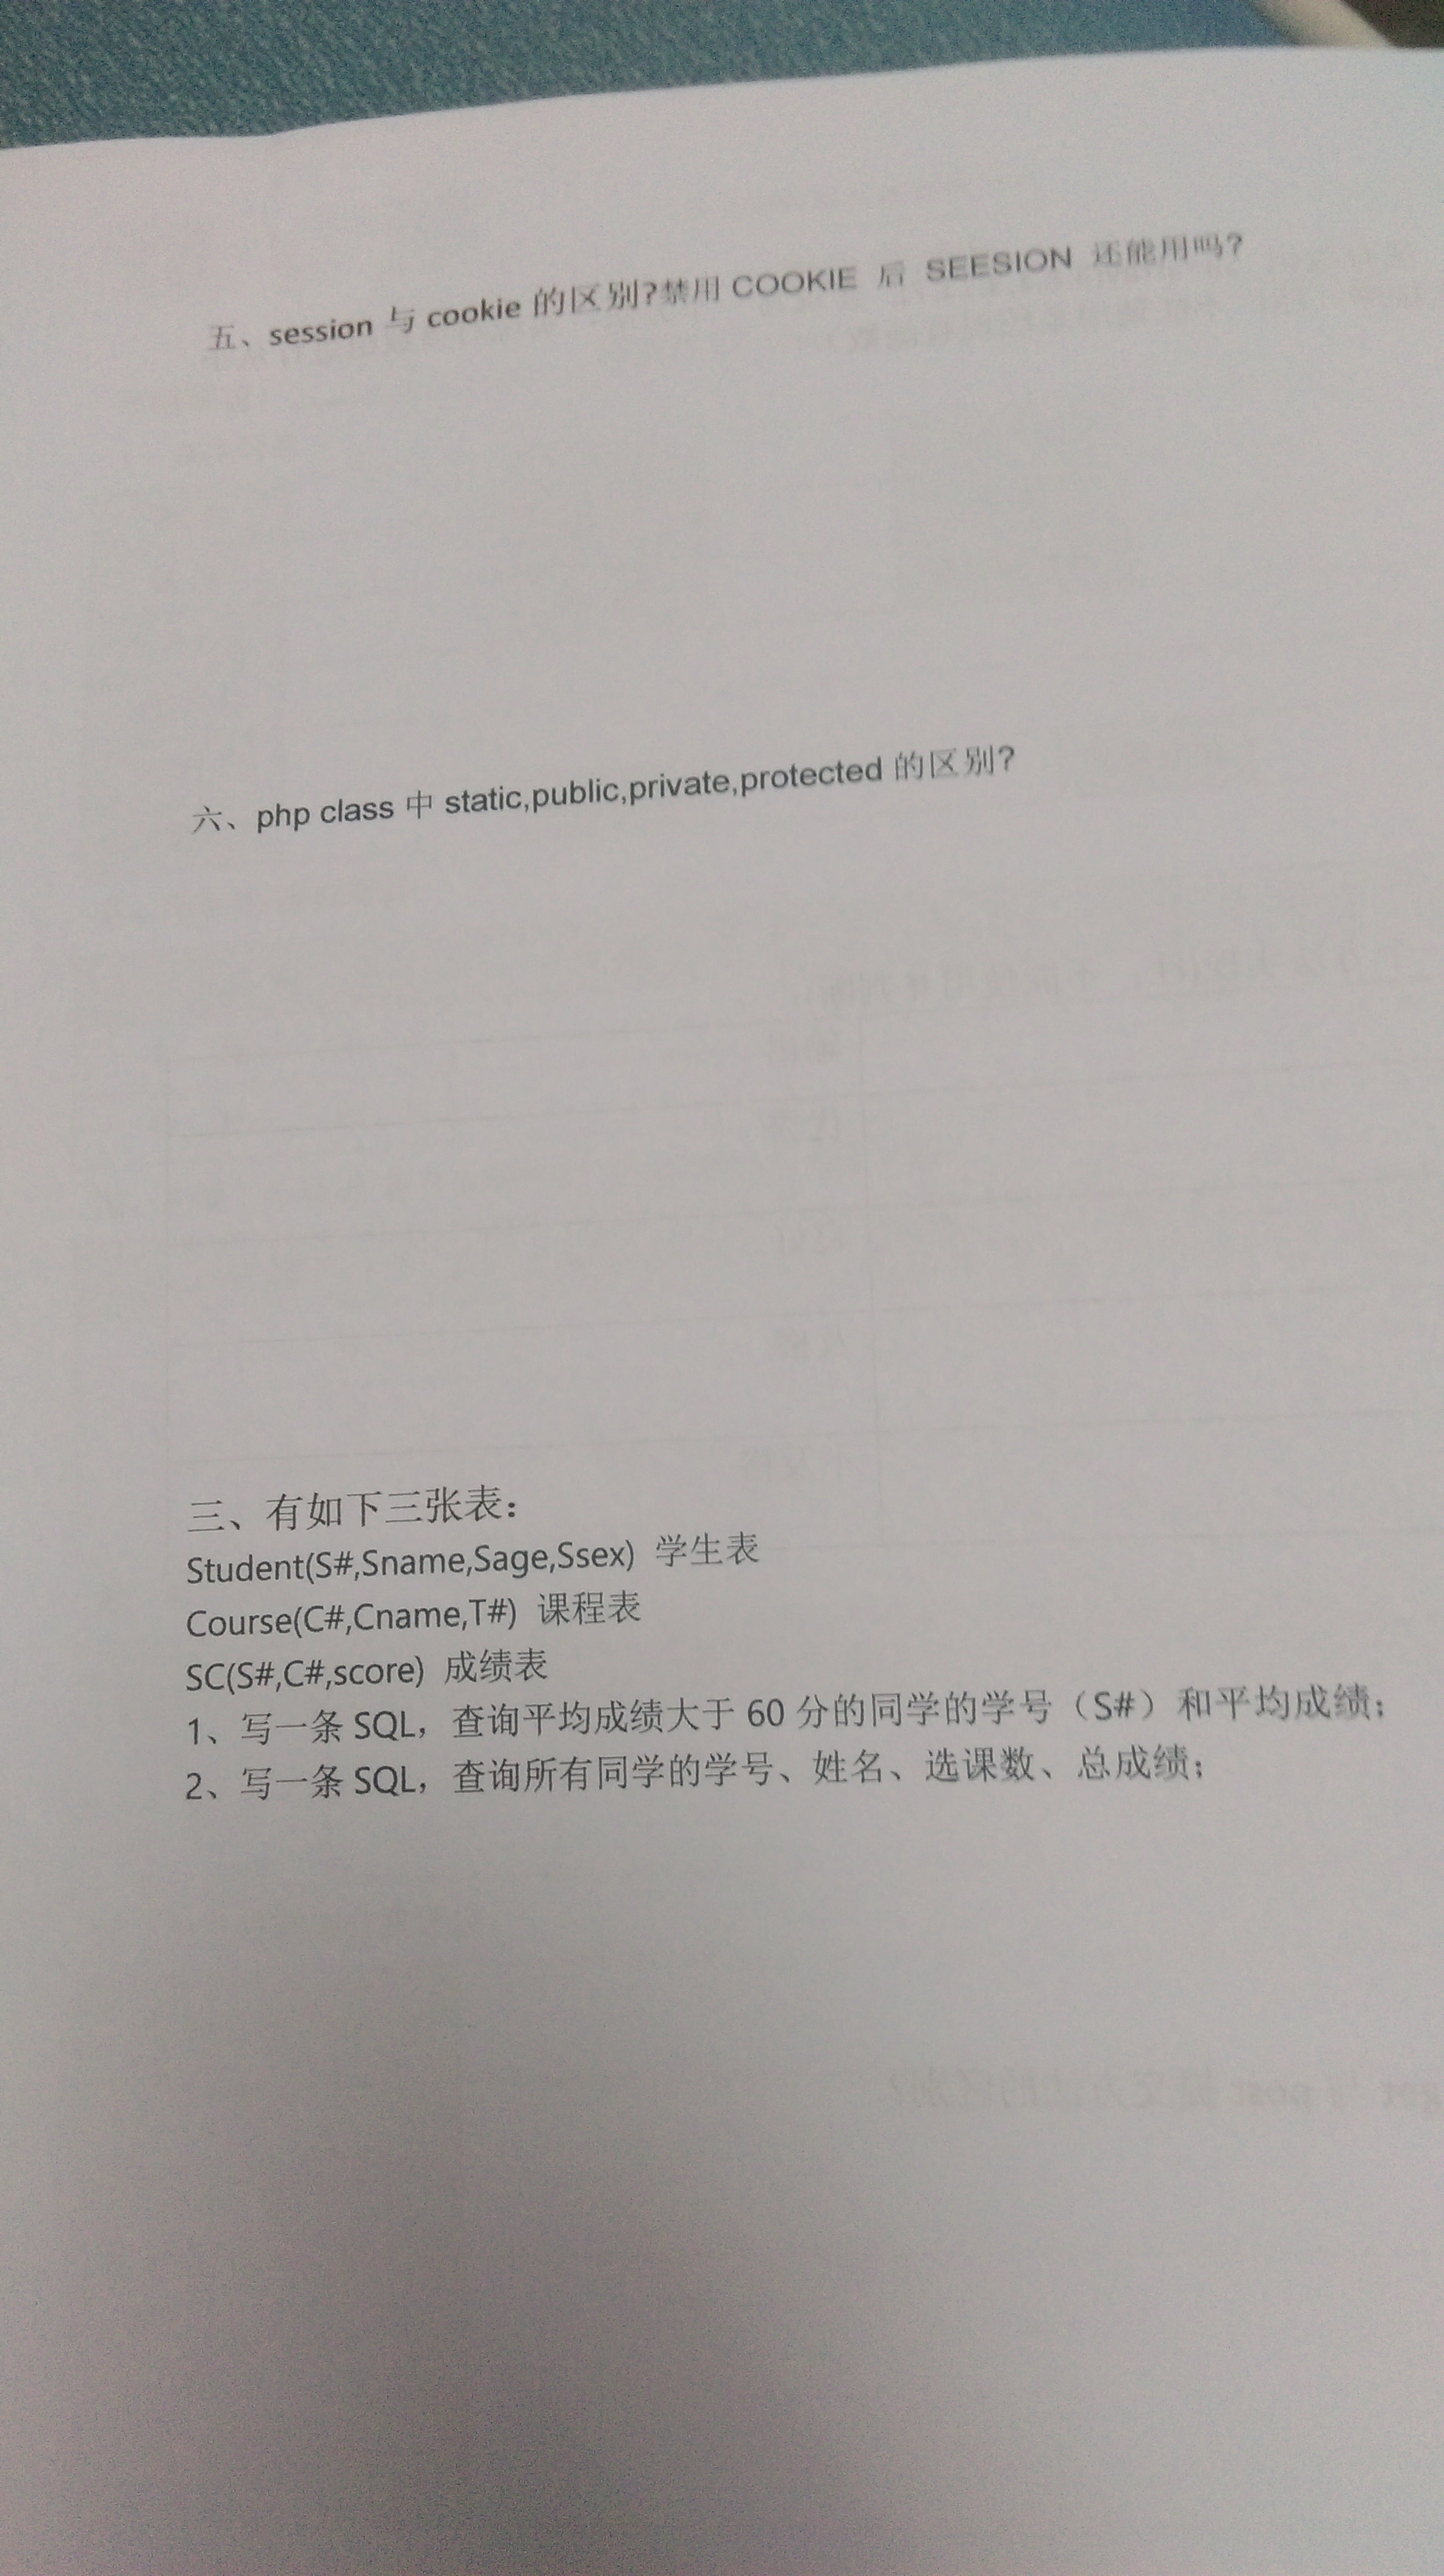 五、session 与 cookie 的区别?禁用 COOKIE 后 SEESION 还能用吗?
六、php class 中 static,public,private,protected 的区别?
三、有如下三张表：
Student(S#,Sname,Sage,Ssex) 学生表
Course(C#,Cname,T#) 课程表
SC(S#,C#,score) 成绩表
1、写一条 SQL，查询平均成绩大于 60 分的同学的学号（S#）和平均成绩；
2、写一条 SQL，查询所有同学的学号、姓名、选课数、总成绩；